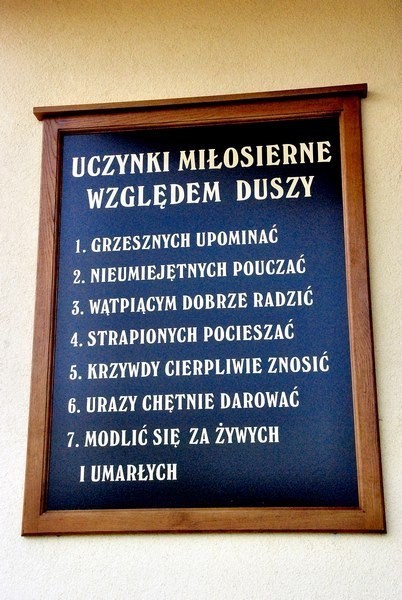 UCZYNKI MIŁOSIERNE
WZGLĘDEM DUSZY
1. GRZESZNYCH UPOMINAĆ
2. NIEUMIEJĘTNYCH POUCZAĆ
3. WĄTPIĄCYM DOBRZE RADZIĆ
4. STRAPIONYCH POCIESZAĆ
5. KRZYWDY CIERPLIWIE ZNOSIĆ
6. URAZY CHĘTNIE DAROWAĆ
7. MODLIĆ SIĘ ZA ŻYWYCH
I UMARŁYCH